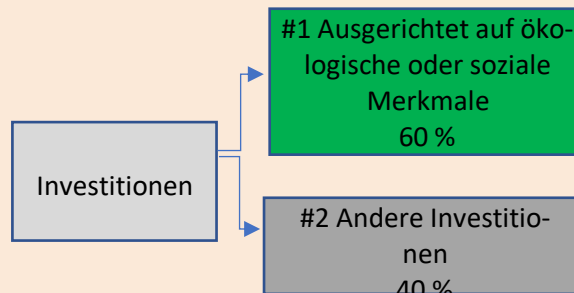 #1 Ausgerichtet auf öko-
logische oder soziale
Merkmale
60 %
Investitionen
#2 Andere Investitio-
nen
40 %